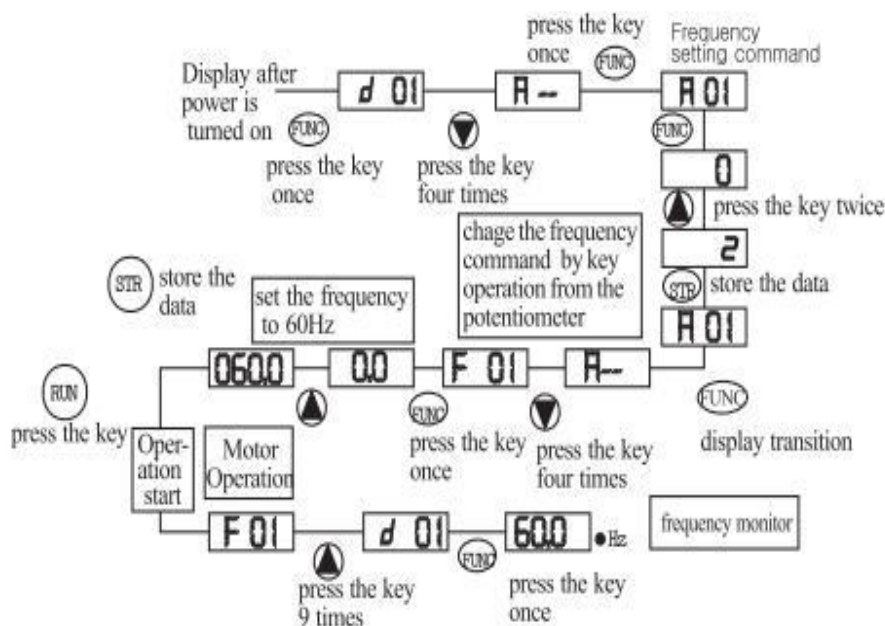 press the key
once
FUNC
Frequency
setting command
Display after
power is
turned on
d 01
A--
A 01
FUNC
press the key
once
press the key
four times
FUNC
0
press the key twice
2
STR
store the data
A 01
chage the frequency
command by key
operation from the
potentiometer
STR
store the
data
set the frequency
to 60Hz
060.0
0.0
F 01
A--
FUNC
display transition
RUN
press the key
FUNC
press the key
once
press the key
four times
Oper-
ation
start
Motor
Operation
F 01
d 01
60.0
Hz
frequency monitor
press the key
9 times
FUNC
press the key
once